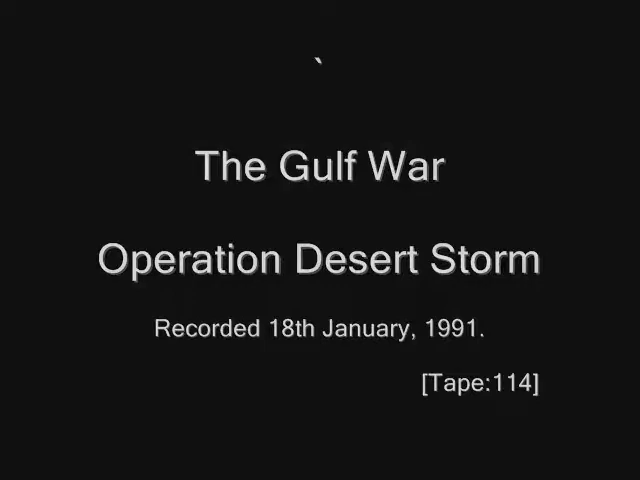 `
The Gulf War
Operation Desert Storm
Recorded 18th January, 1991.
[Tape:114]